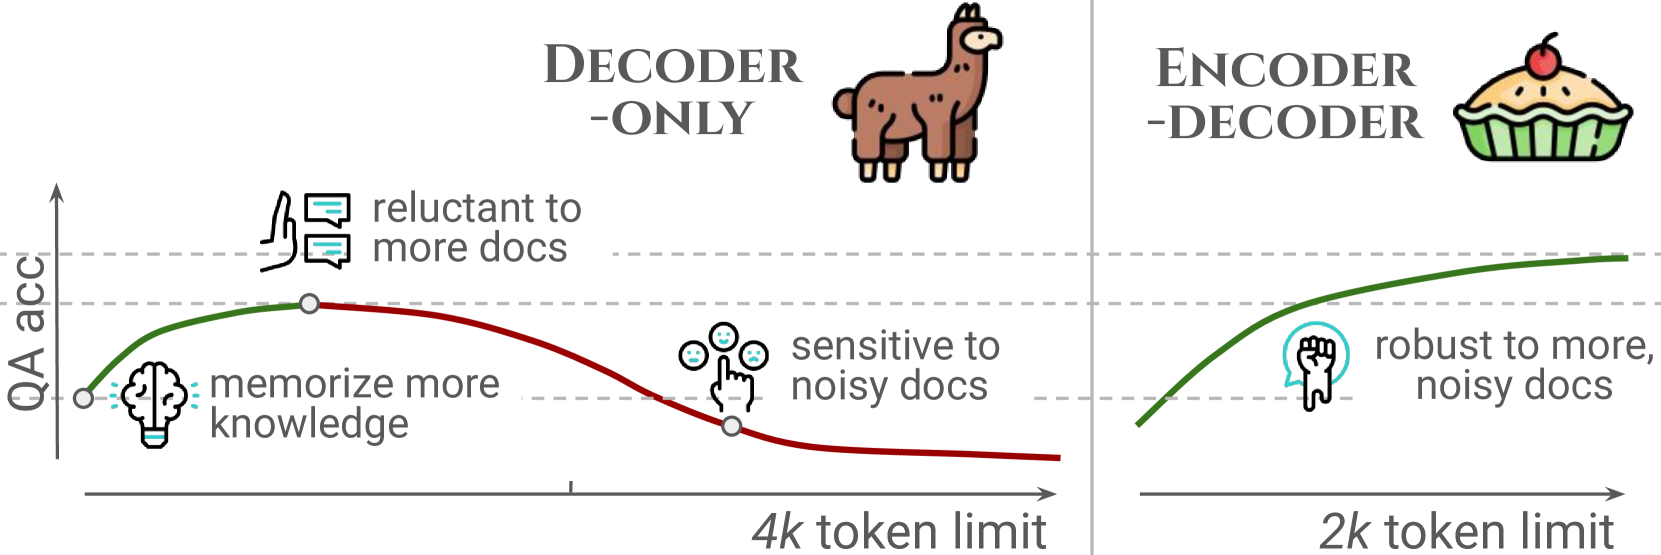 DECODER
-ONLY
ENCODER
-DECODER
QA acc
reluctant to
more docs
memorize more
knowledge
sensitive to
noisy docs
4k token limit
robust to more,
noisy docs
2k token limit